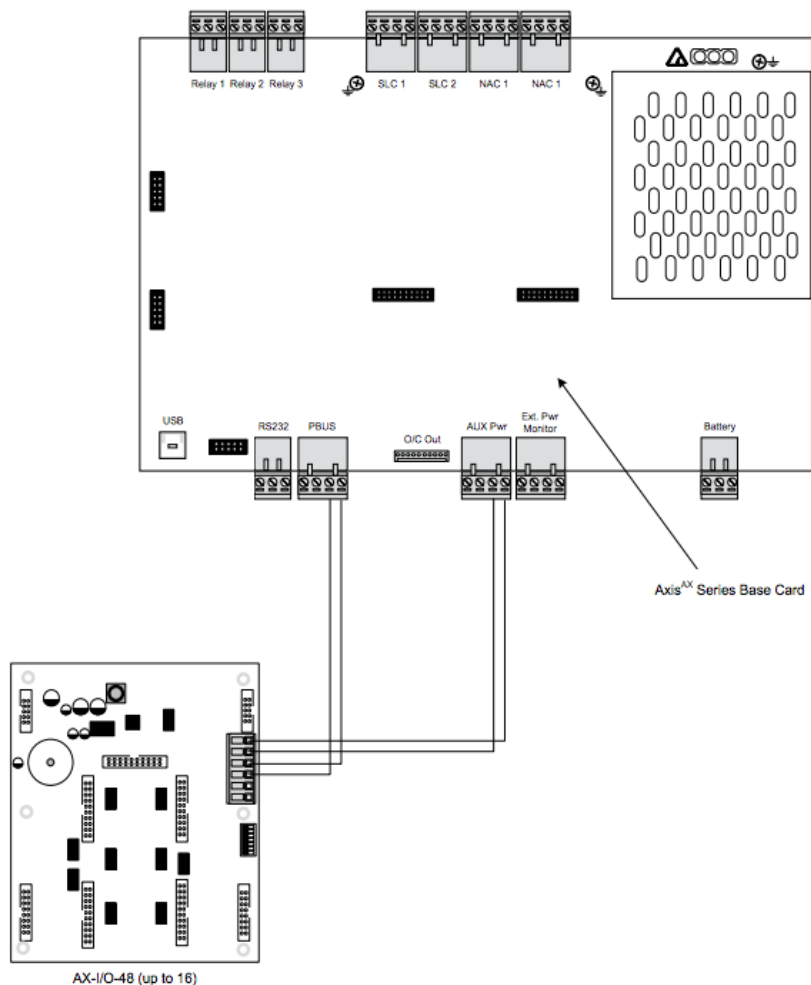 Relay 1 Relay 2 Relay 3 SLC 1 SLC 2 NAC 1 NAC 1
USB RS232 PBUS O/C Out AUX Pwr Ext. Pwr Battery
Monitor
Axis^AX Series Base Card
AX-I/O-48 (up to 16)